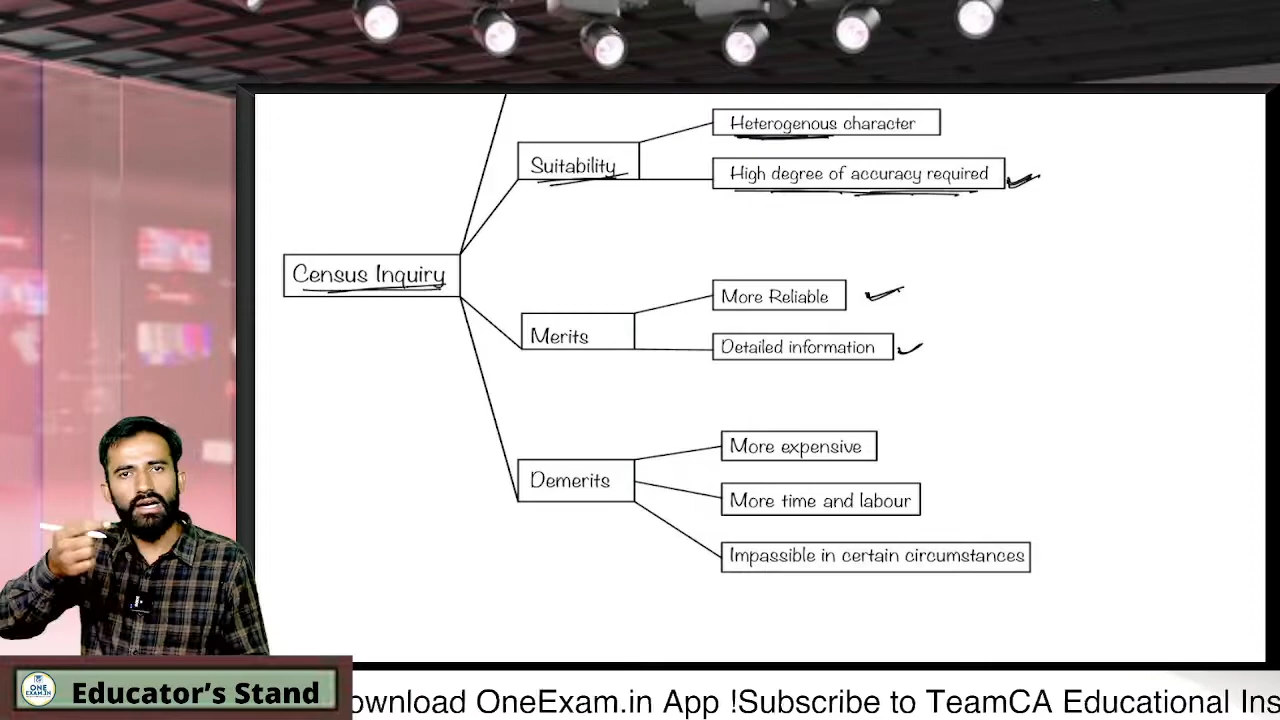 Heterogenous character
Suitability
High degree of accuracy required
Census Inquiry
More Reliable
Merits
Detailed information
More expensive
Demerits
More time and labour
Impassible in certain circumstances
ONE
EXAM.IN
Educator's Stand
ownload OneExam.in App !Subscribe to TeamCA Educational Ins